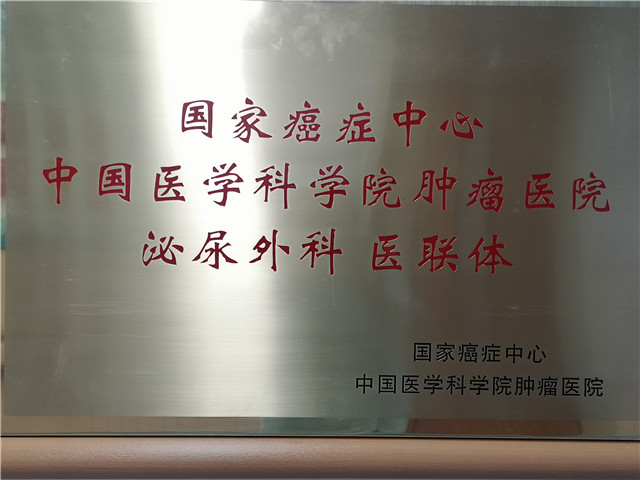 国家癌症中心
中国医学科学院肿瘤医院
泌尿外科 医联体
国家癌症中心
中国医学科学院肿瘤医院